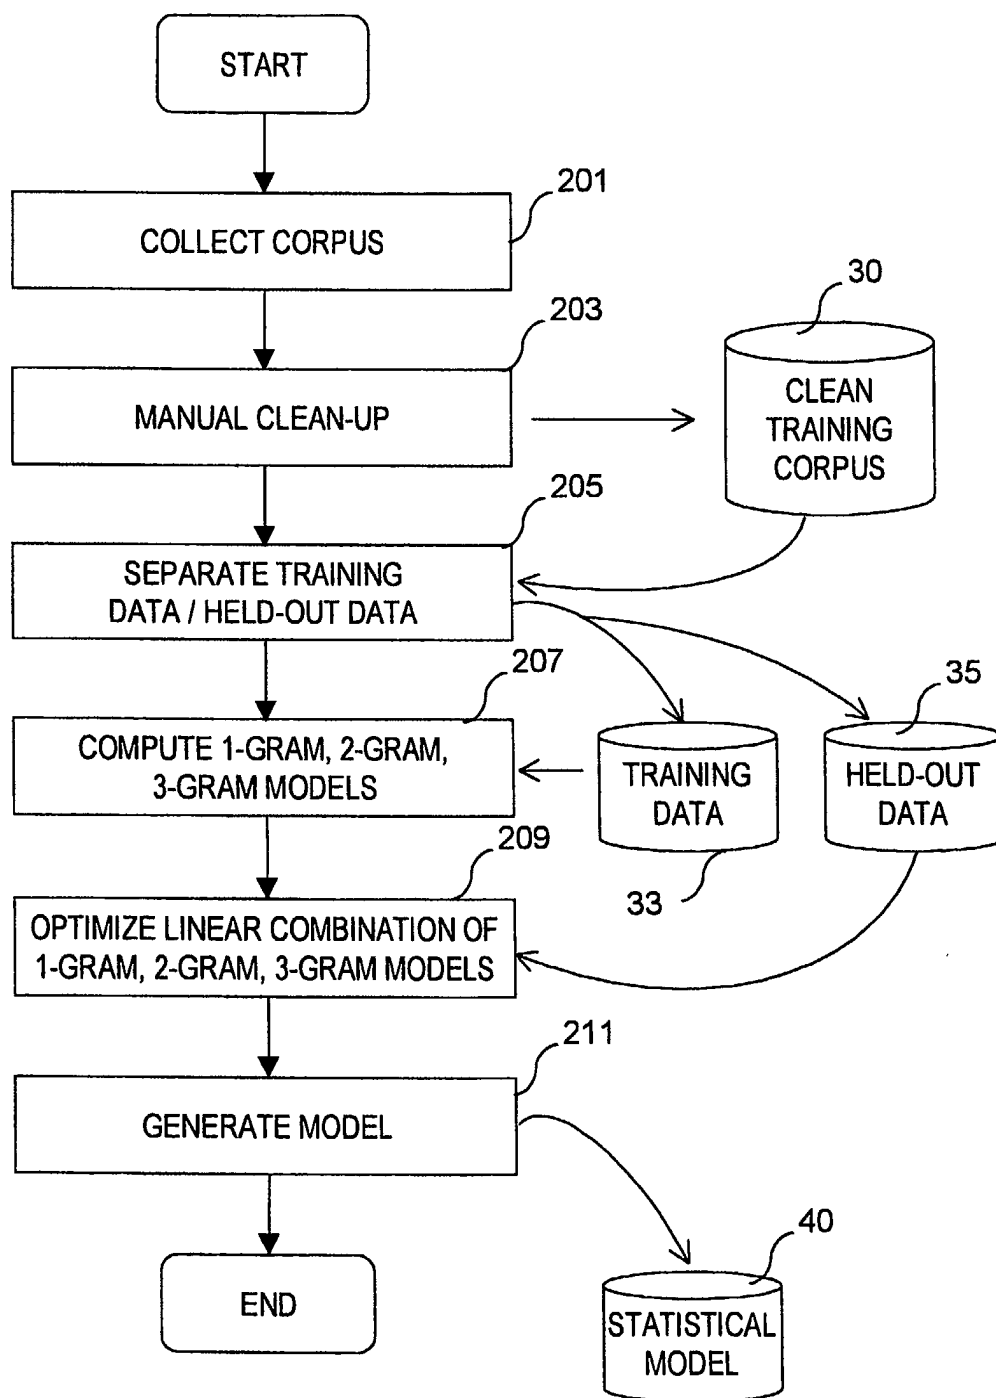 START
201
COLLECT CORPUS
203
30
MANUAL CLEAN-UP
CLEAN
TRAINING
CORPUS
205
SEPARATE TRAINING
DATA / HELD-OUT DATA
207
35
COMPUTE 1-GRAM, 2-GRAM,
3-GRAM MODELS
TRAINING
DATA
HELD-OUT
DATA
209
33
OPTIMIZE LINEAR COMBINATION OF
1-GRAM, 2-GRAM, 3-GRAM MODELS
211
GENERATE MODEL
40
END
STATISTICAL
MODEL